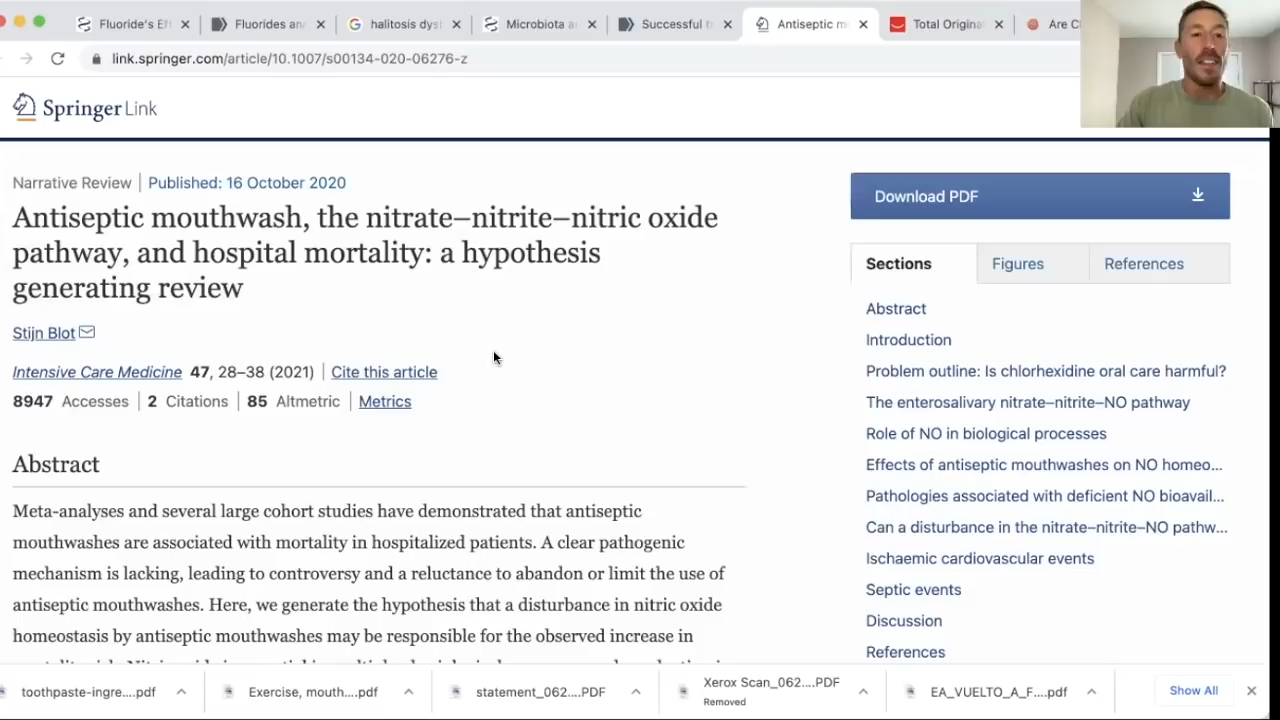 Fluoride's Ef
Fluorides an
halitosis dys
Microbiota a
Successful t
Antiseptic m
Total Origina
Are C
link.springer.com/article/10.1007/s00134-020-06276-z
Springer Link
Narrative Review | Published: 16 October 2020
Antiseptic mouthwash, the nitrate–nitrite–nitric oxide
pathway, and hospital mortality: a hypothesis
generating review
Stijn Blot
Intensive Care Medicine 47, 28–38 (2021) | Cite this article
8947 Accesses | 2 Citations | 85 Altmetric | Metrics
Abstract
Meta-analyses and several large cohort studies have demonstrated that antiseptic
mouthwashes are associated with mortality in hospitalized patients. A clear pathogenic
mechanism is lacking, leading to controversy and a reluctance to abandon or limit the use of
antiseptic mouthwashes. Here, we generate the hypothesis that a disturbance in nitric oxide
homeostasis by antiseptic mouthwashes may be responsible for the observed increase in
Download PDF
Sections
Figures
References
Abstract
Introduction
Problem outline: Is chlorhexidine oral care harmful?
The enterosalivary nitrate–nitrite–NO pathway
Role of NO in biological processes
Effects of antiseptic mouthwashes on NO homeo...
Pathologies associated with deficient NO bioavail...
Can a disturbance in the nitrate–nitrite–NO pathw...
Ischaemic cardiovascular events
Septic events
Discussion
References
toothpaste-ingre....pdf
Exercise, mouth....pdf
statement_062....PDF
Xerox Scan_062....PDF
Removed
EA_VUELTO_A_F....pdf
Show All